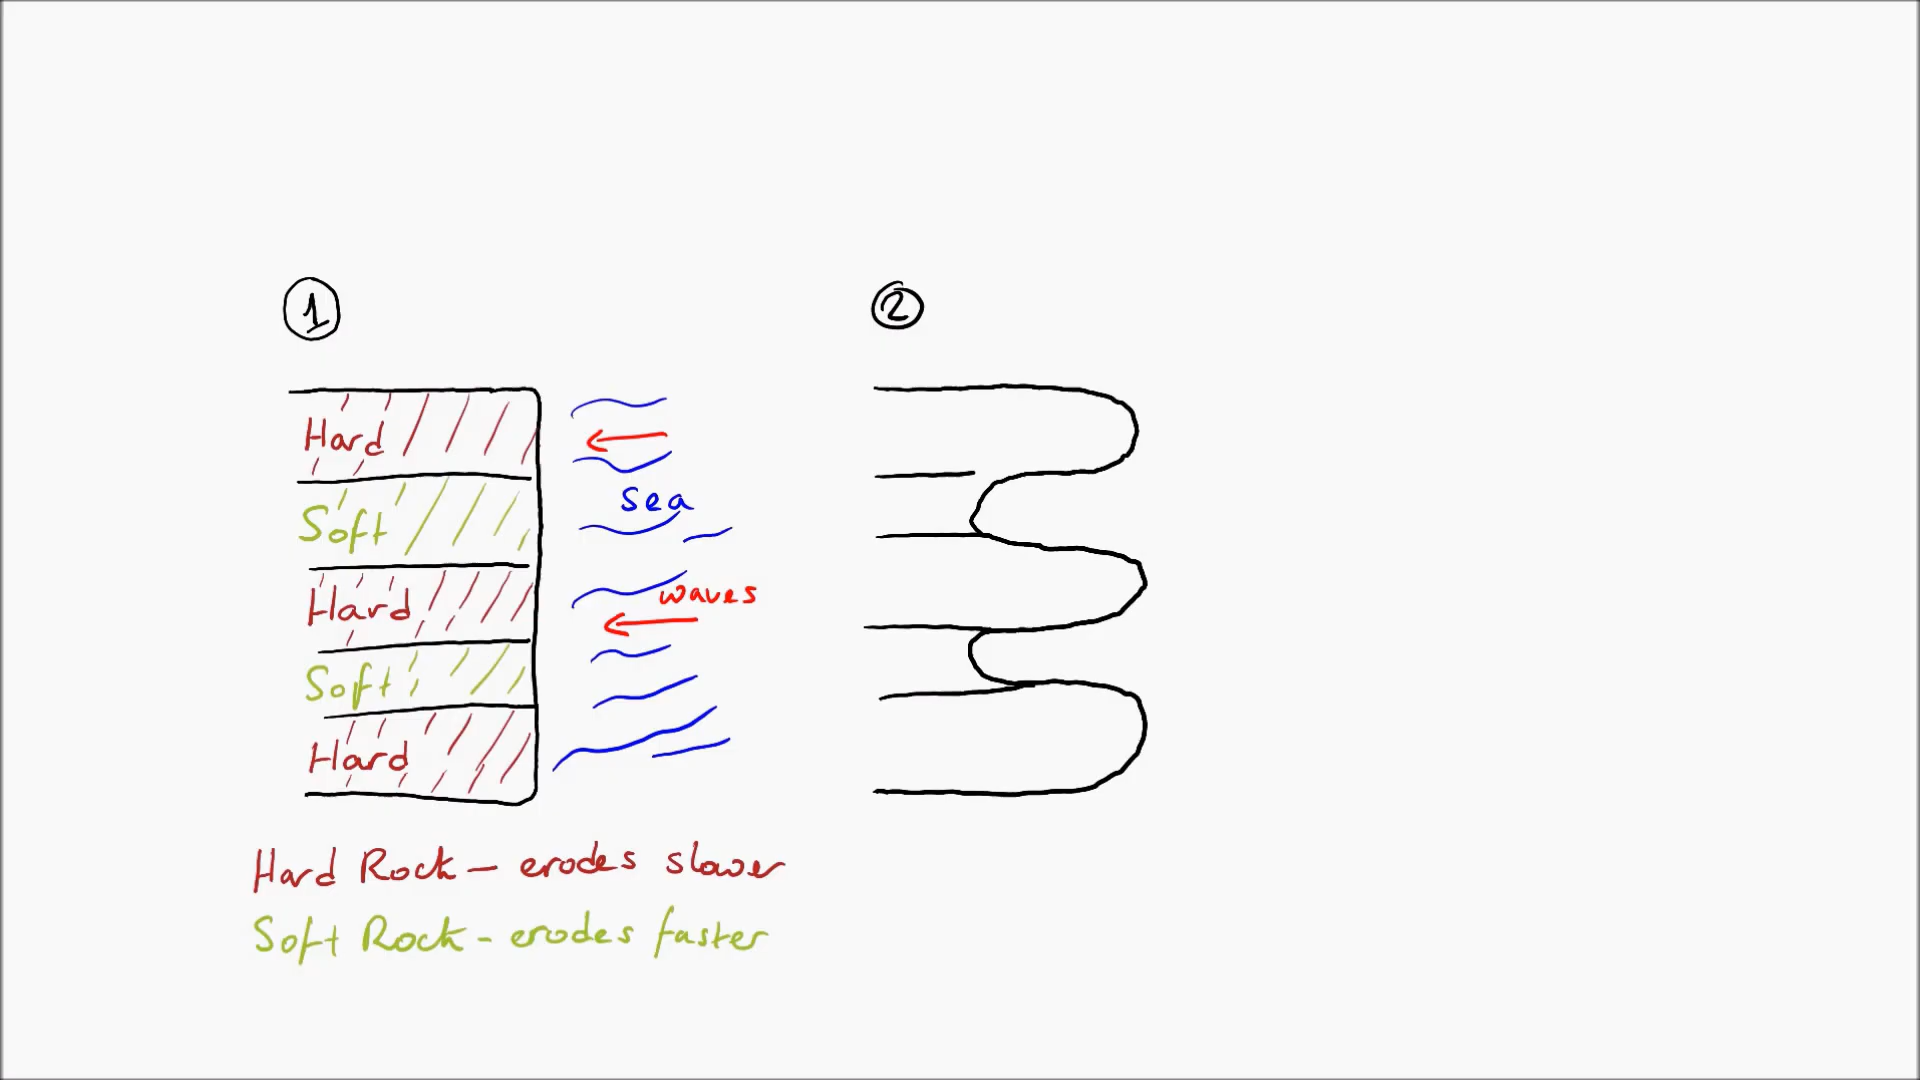 1
2
Hard
Soft
Sea
Hard
waves
Soft
Hard
Hard Rock - erodes slower
Soft Rock - erodes faster